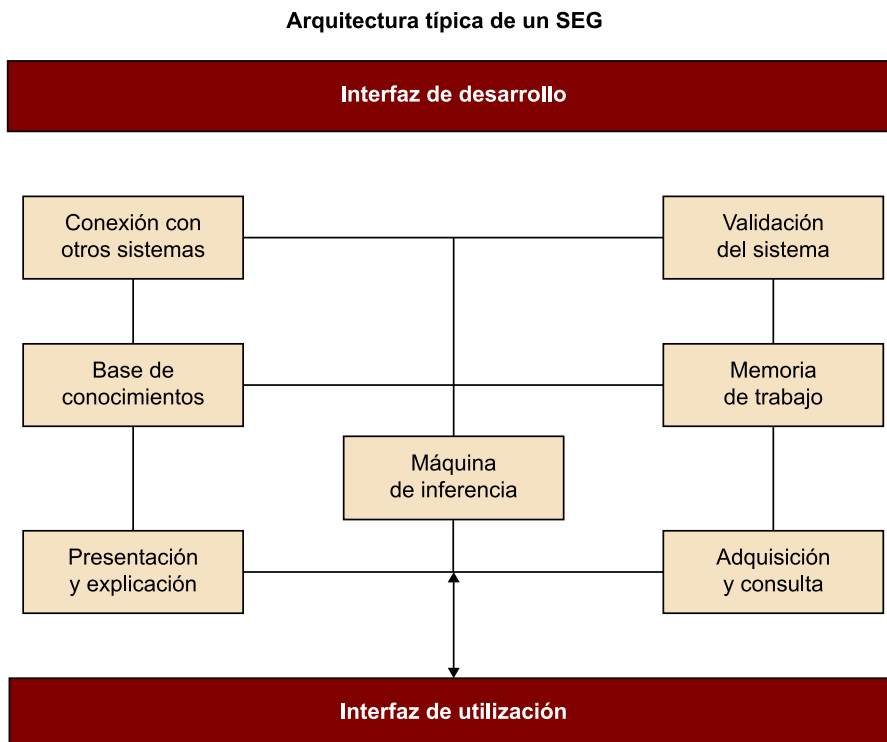 Arquitectura típica de un SEG
Interfaz de desarrollo
Conexión con
otros sistemas
Validación
del sistema
Base de
conocimientos
Memoria
de trabajo
Máquina
de inferencia
Presentación
y explicación
Adquisición
y consulta
Interfaz de utilización